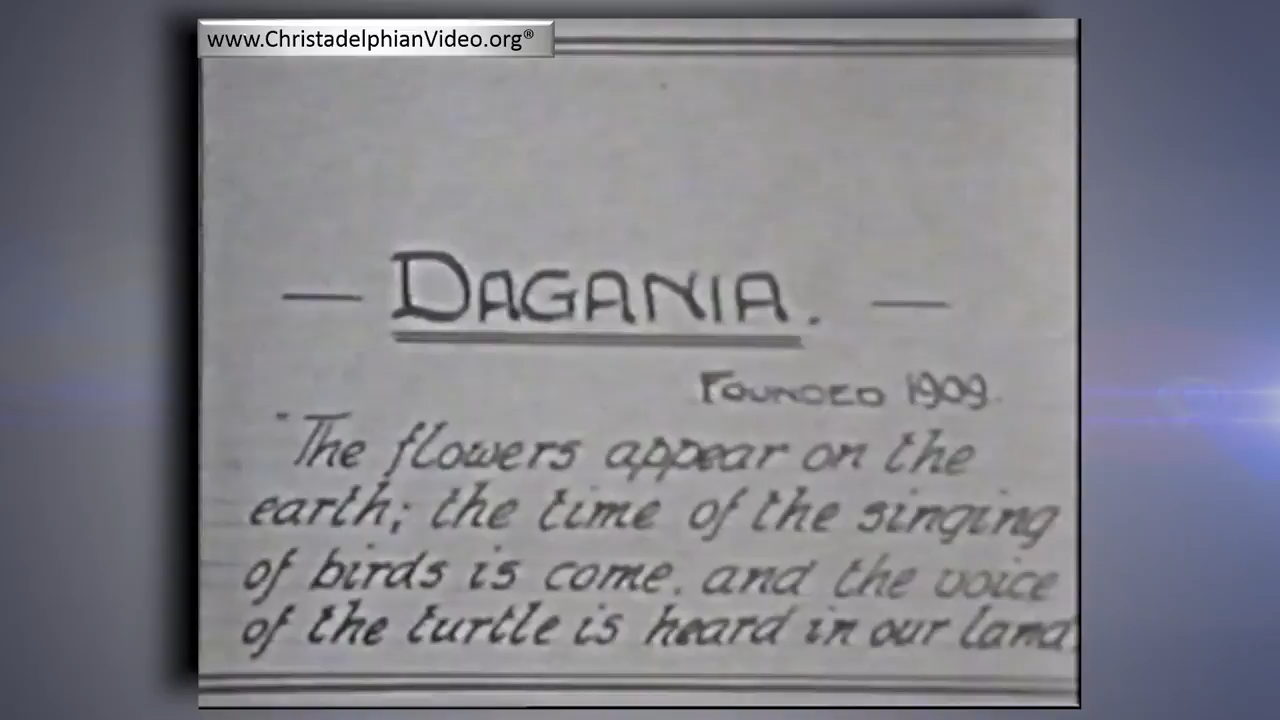 www.ChristadelphianVideo.org®
— DAGANIA. —
FOUNDED 1909.
"The flowers appear on the
earth; the time of the singing
of birds is come. and the voice
of the turtle is heard in our land.